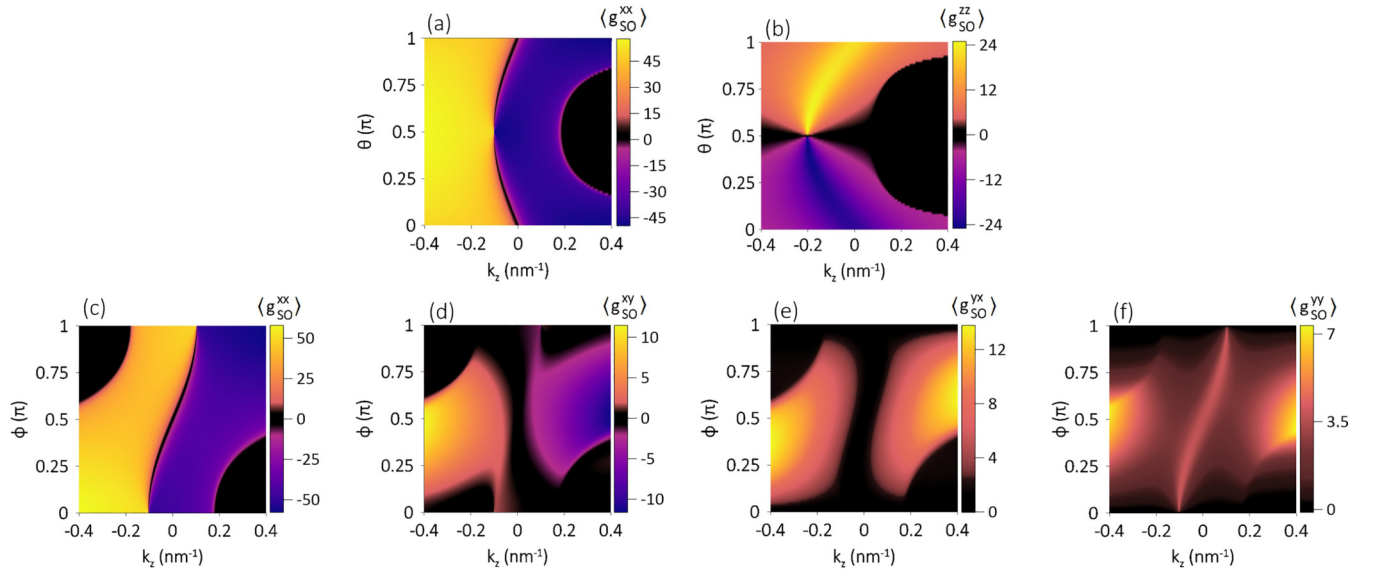 (a) ⟨g_SO^xx⟩
1
0.75
θ (π) 0.5
0.25
0
-0.4 -0.2 0 0.2 0.4
k_z (nm⁻¹)
45
30
15
0
-15
-30
-45
(b) ⟨g_SO^zz⟩
1
0.75
θ (π) 0.5
0.25
0
-0.4 -0.2 0 0.2 0.4
k_z (nm⁻¹)
24
12
0
-12
-24
(c) ⟨g_SO^xx⟩
1
0.75
ϕ (π) 0.5
0.25
0
-0.4 -0.2 0 0.2 0.4
k_z (nm⁻¹)
50
25
0
-25
-50
(d) ⟨g_SO^xy⟩
1
0.75
ϕ (π) 0.5
0.25
0
-0.4 -0.2 0 0.2 0.4
k_z (nm⁻¹)
10
5
0
-5
-10
(e) ⟨g_SO^yx⟩
1
0.75
ϕ (π) 0.5
0.25
0
-0.4 -0.2 0 0.2 0.4
k_z (nm⁻¹)
12
8
4
0
(f) ⟨g_SO^yy⟩
1
0.75
ϕ (π) 0.5
0.25
0
-0.4 -0.2 0 0.2 0.4
k_z (nm⁻¹)
7
3.5
0